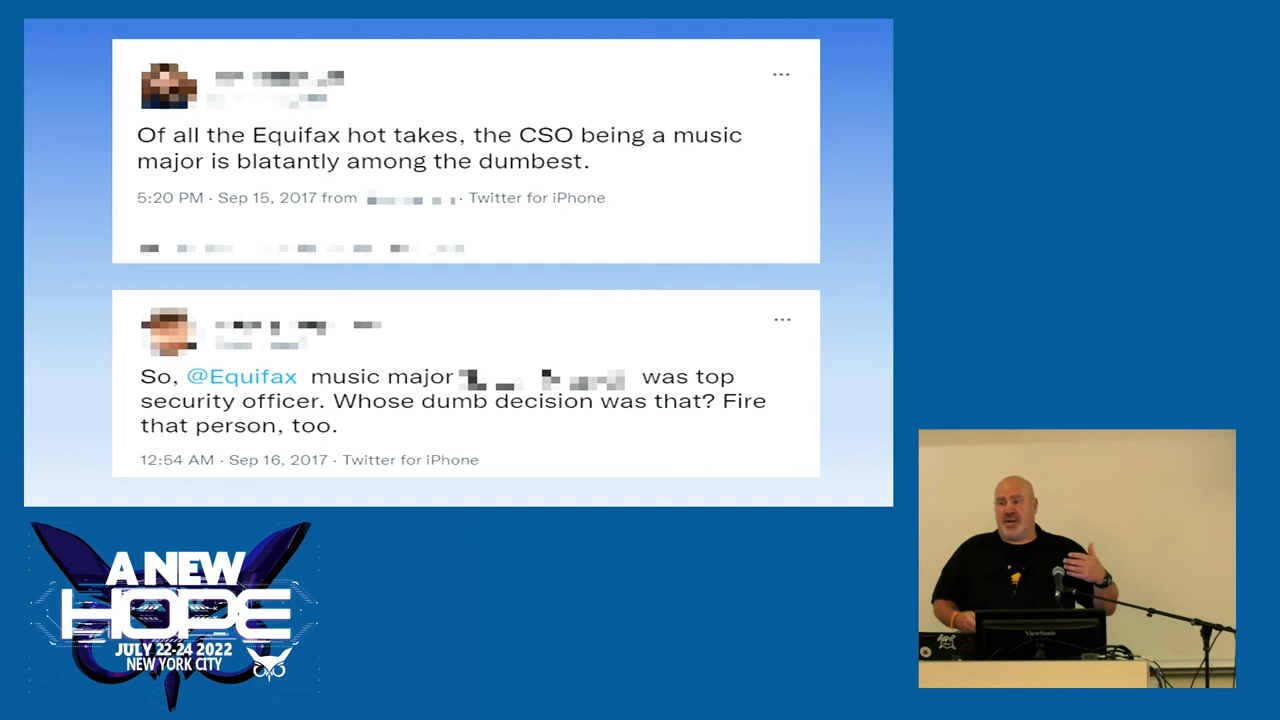 Of all the Equifax hot takes, the CSO being a music
major is blatantly among the dumbest.
5:20 PM · Sep 15, 2017 from · Twitter for iPhone
So, @Equifax music major was top
security officer. Whose dumb decision was that? Fire
that person, too.
12:54 AM · Sep 16, 2017 · Twitter for iPhone
A NEW
HOPE
JULY 22-24 2022
NEW YORK CITY
ViewSonic